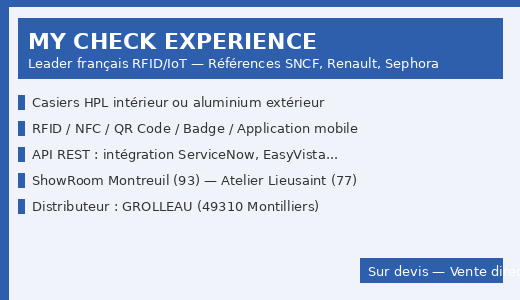 MY CHECK EXPERIENCE
Leader français RFID/IoT — Références SNCF, Renault, Sephora
Casiers HPL intérieur ou aluminium extérieur
RFID / NFC / QR Code / Badge / Application mobile
API REST : intégration ServiceNow, EasyVista...
ShowRoom Montreuil (93) — Atelier Lieusaint (77)
Distributeur : GROLLEAU (49310 Montilliers)
Sur devis — Vente